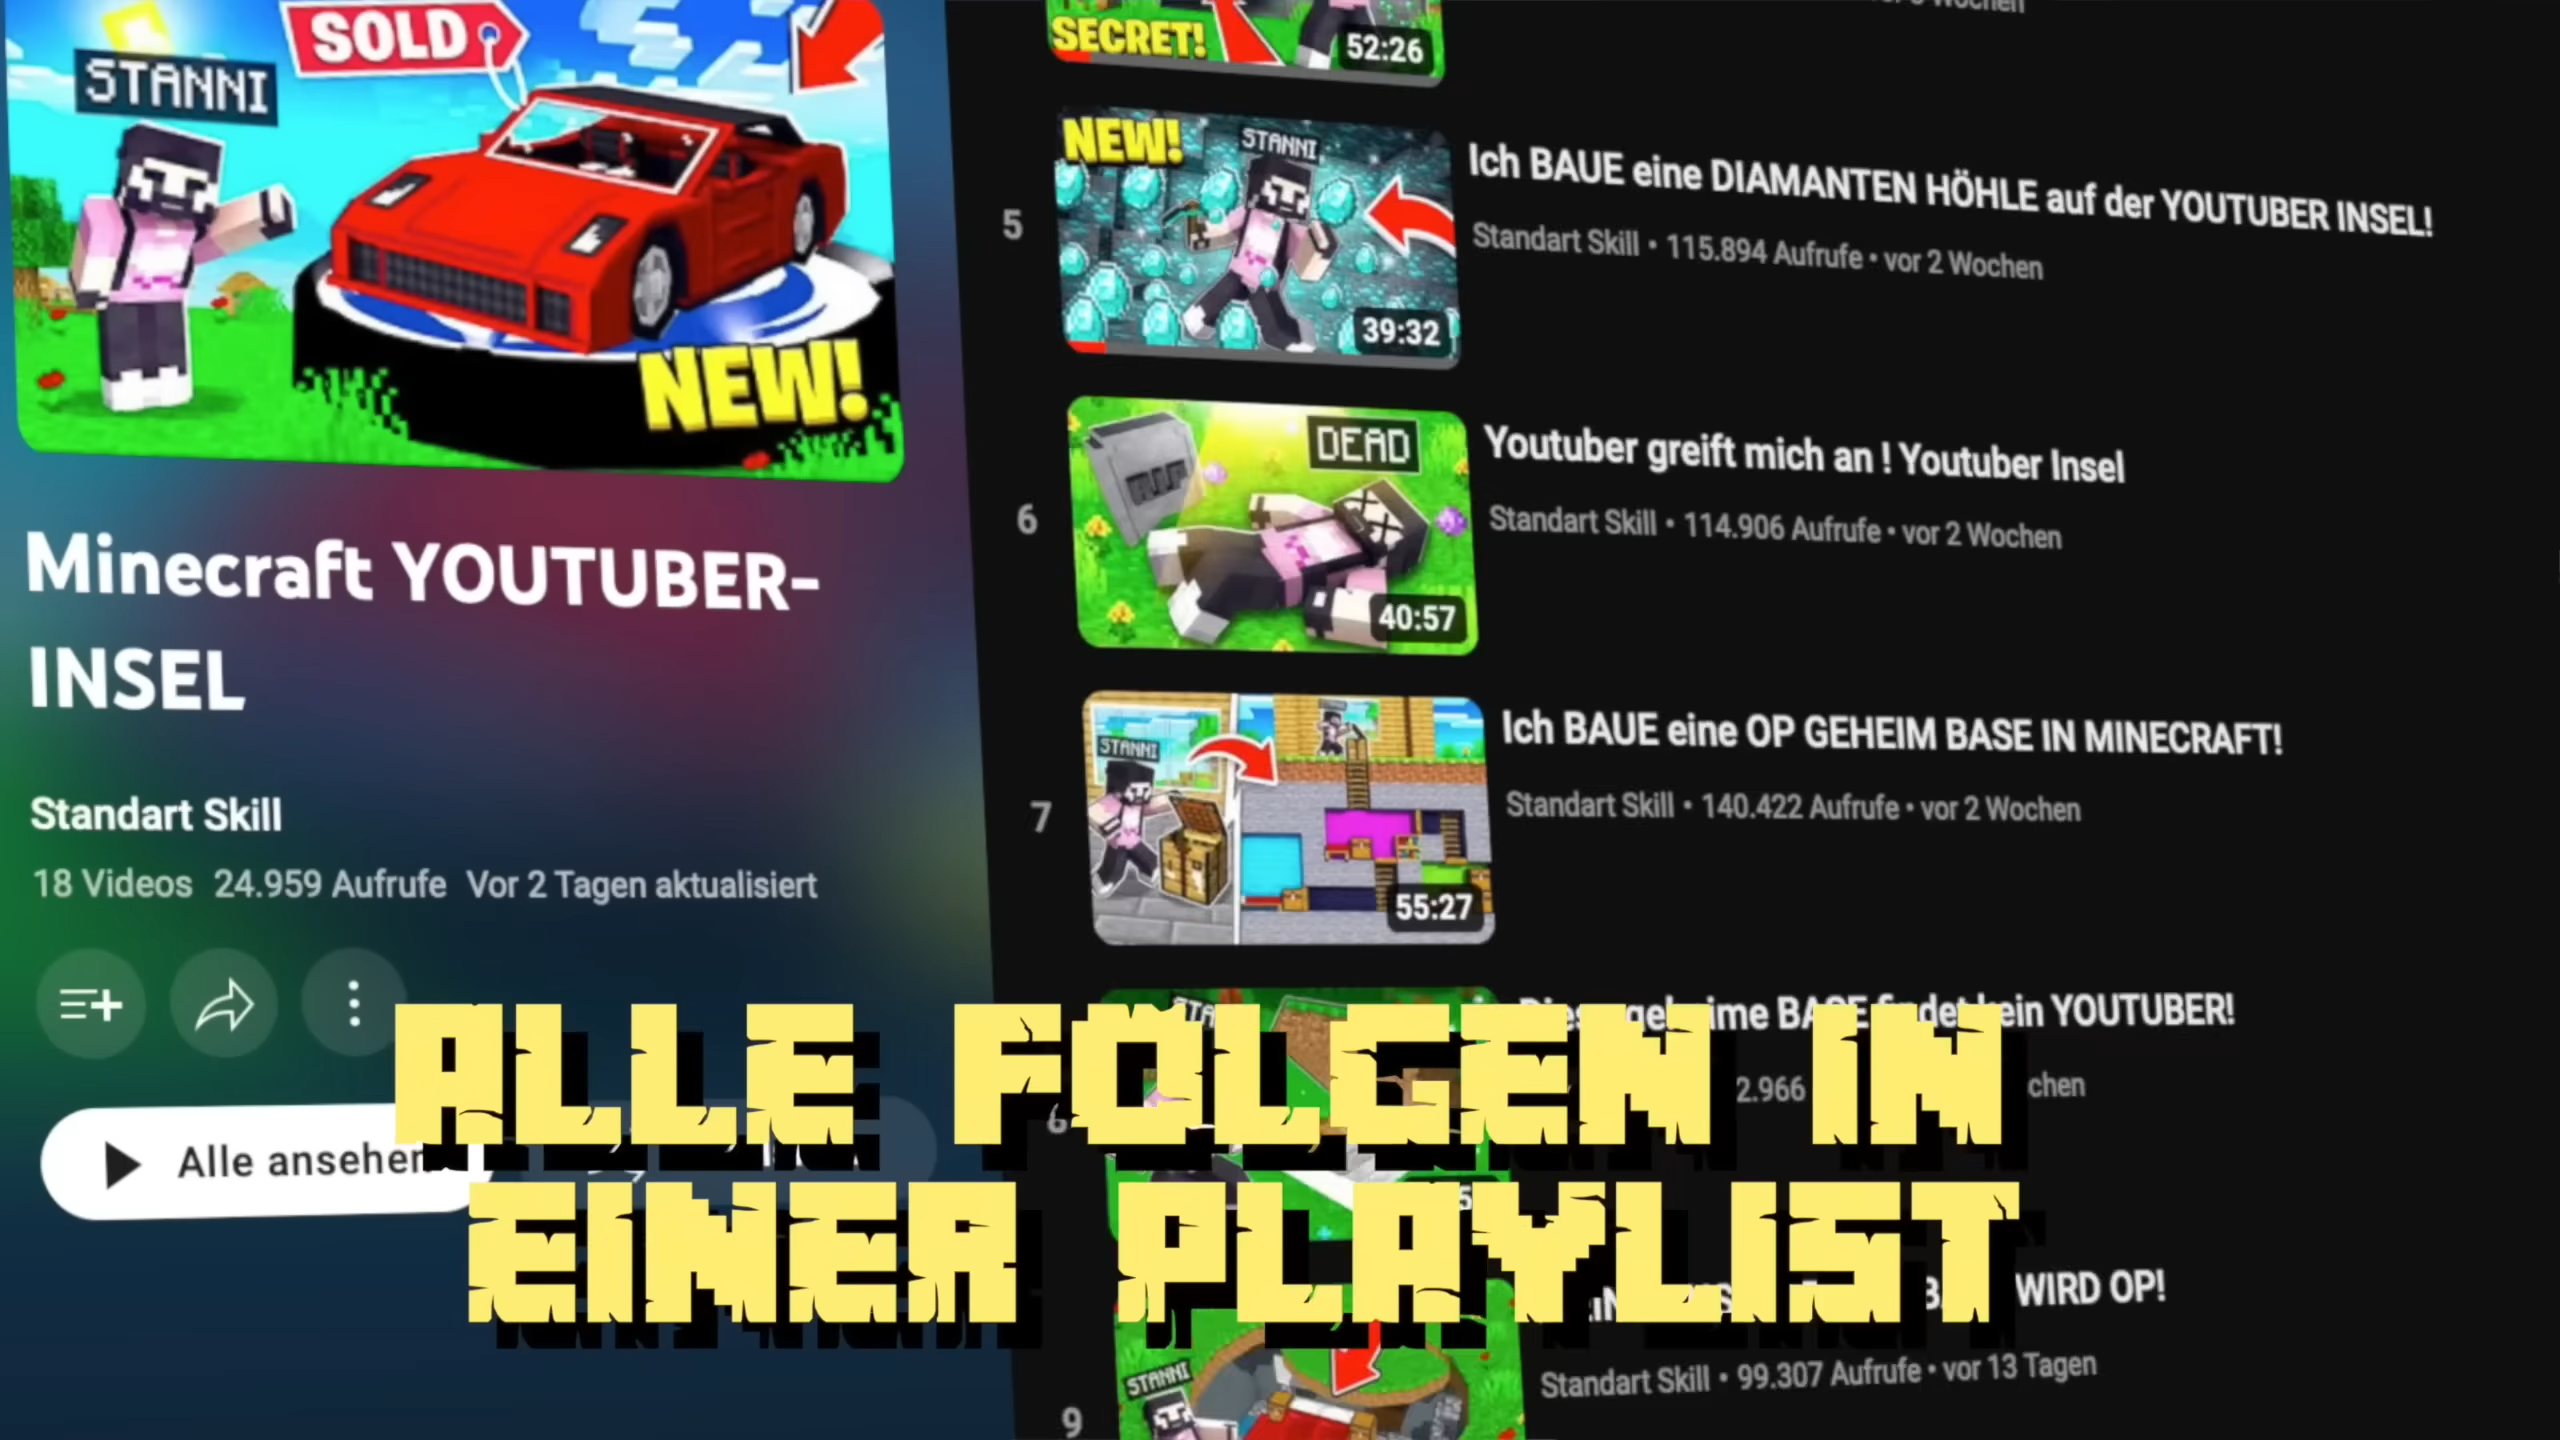 SOLD
STANNI
NEW!
Minecraft YOUTUBER-
INSEL
Standart Skill
18 Videos 24.959 Aufrufe Vor 2 Tagen aktualisiert
Alle ansehen
SECRET!
52:26
Wochen
5
NEW!
STANNI
39:32
Ich BAUE eine DIAMANTEN HÖHLE auf der YOUTUBER INSEL!
Standart Skill • 115.894 Aufrufe • vor 2 Wochen
6
DEAD
40:57
Youtuber greift mich an ! Youtuber Insel
Standart Skill • 114.906 Aufrufe • vor 2 Wochen
7
STANNI
55:27
Ich BAUE eine OP GEHEIM BASE IN MINECRAFT!
Standart Skill • 140.422 Aufrufe • vor 2 Wochen
YOUTUBER!
2.966
ALLE FOLGEN IN
EINER PLAYLIST
WIRD OP!
9
STANNI
Standart Skill • 99.307 Aufrufe • vor 13 Tagen